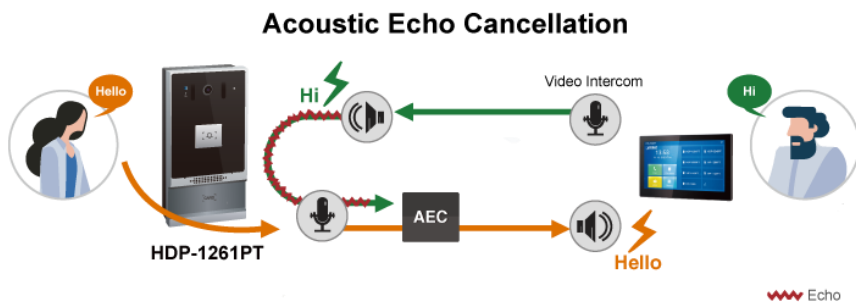 Acoustic Echo Cancellation
Hello
Hi
Video Intercom
Hi
AEC
HDP-1261PT
Hello
Echo